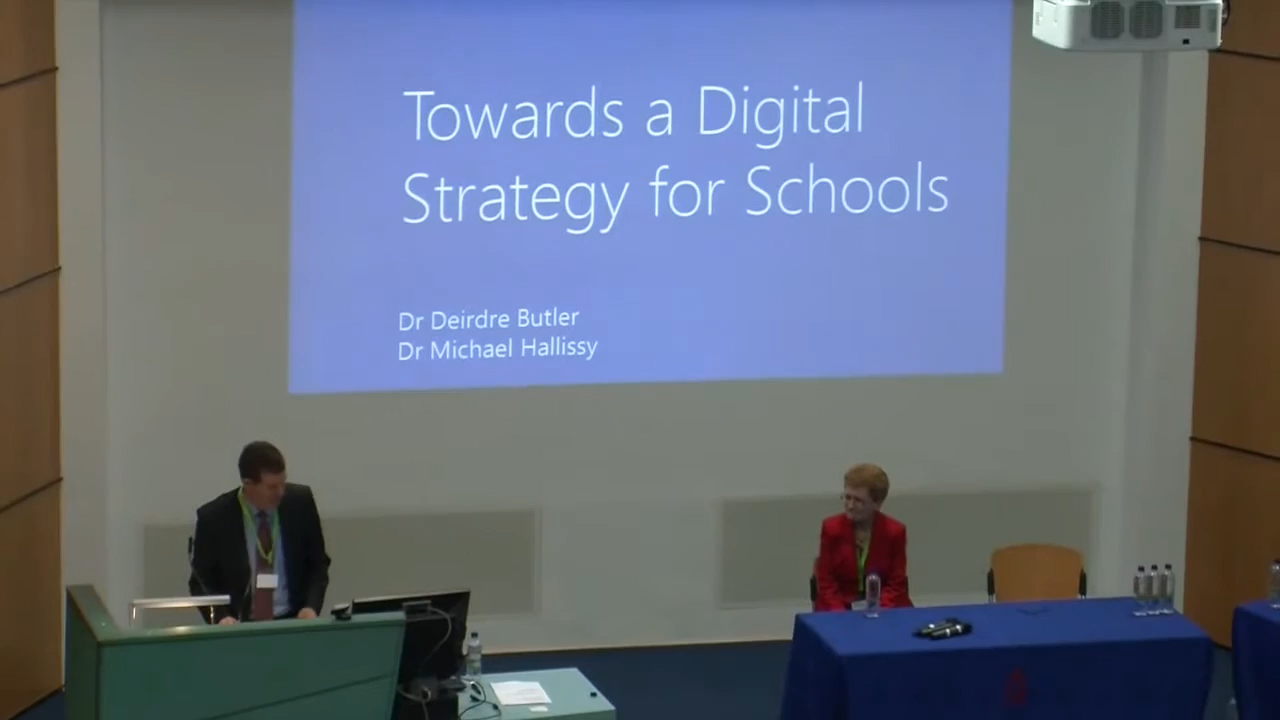 Towards a Digital
Strategy for Schools
Dr Deirdre Butler
Dr Michael Hallissy